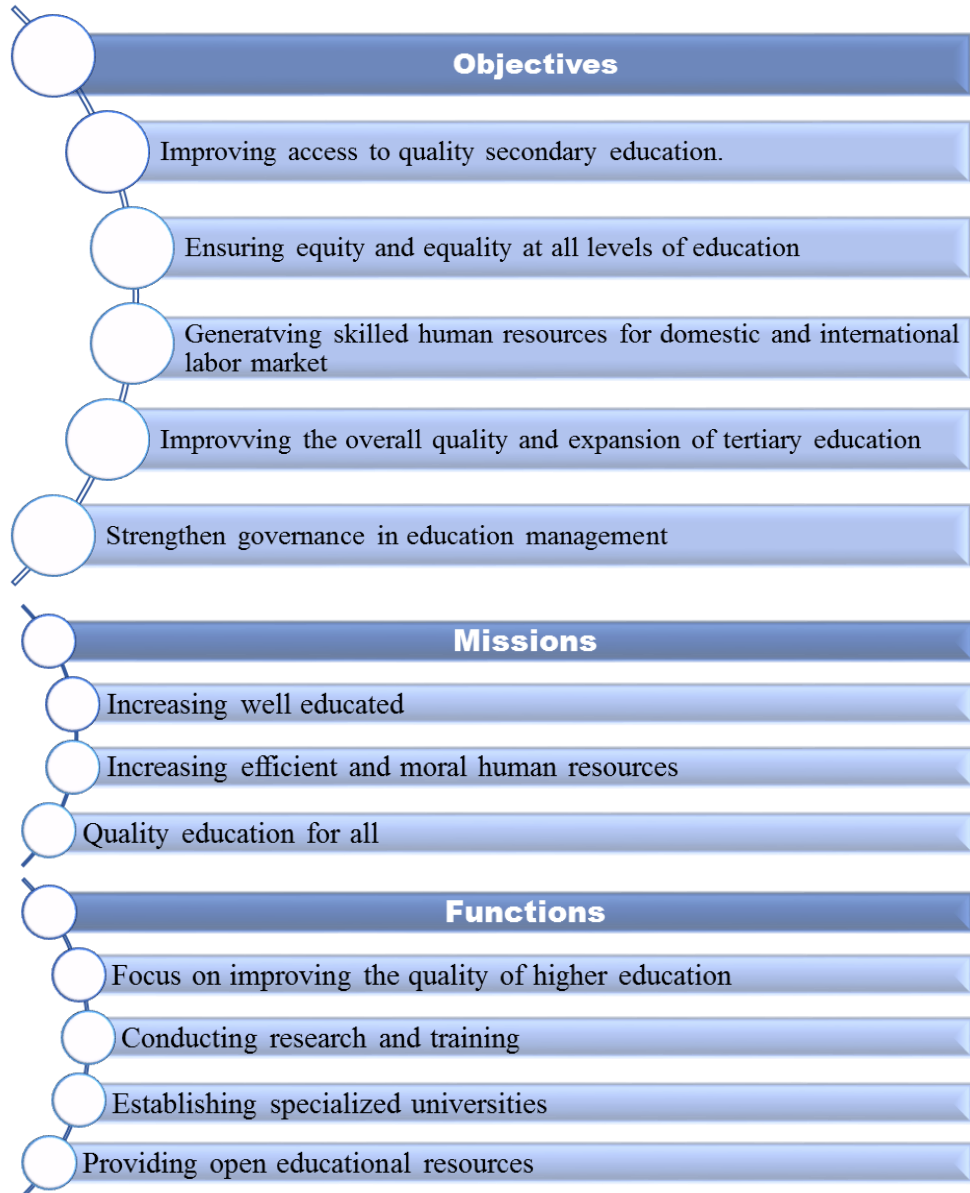 Objectives
Improving access to quality secondary education.
Ensuring equity and equality at all levels of education
Generatving skilled human resources for domestic and international
labor market
Improvving the overall quality and expansion of tertiary education
Strengthen governance in education management
Missions
Increasing well educated
Increasing efficient and moral human resources
Quality education for all
Functions
Focus on improving the quality of higher education
Conducting research and training
Establishing specialized universities
Providing open educational resources